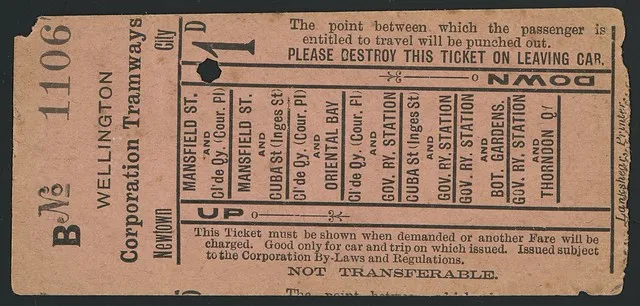 B No 1106
WELLINGTON
Corporation Tramways
Newtown
City
1D
The point between which the passenger is
entitled to travel will be punched out.
PLEASE DESTROY THIS TICKET ON LEAVING CAR.
DOWN
MANSFIELD ST.
AND
Cl'de Qy. (Cour. Pl)
MANSFIELD ST.
AND
CUBA St (Inges St)
Cl'de Qy. (Cour. Pl)
AND
ORIENTAL BAY
Cl'de Qy. (Cour. Pl)
AND
GOV. RY. STATION
CUBA St (Inges St)
AND
GOV. RY. STATION
GOV. RY. STATION
AND
BOT. GARDENS.
GOV. RY. STATION
AND
THORNDON Q'
UP
This Ticket must be shown when demanded or another Fare will be
charged. Good only for car and trip on which issued. Issued subject
to the Corporation By-Laws and Regulations.
NOT TRANSFERABLE.
The point between which
Lankshear, Printer